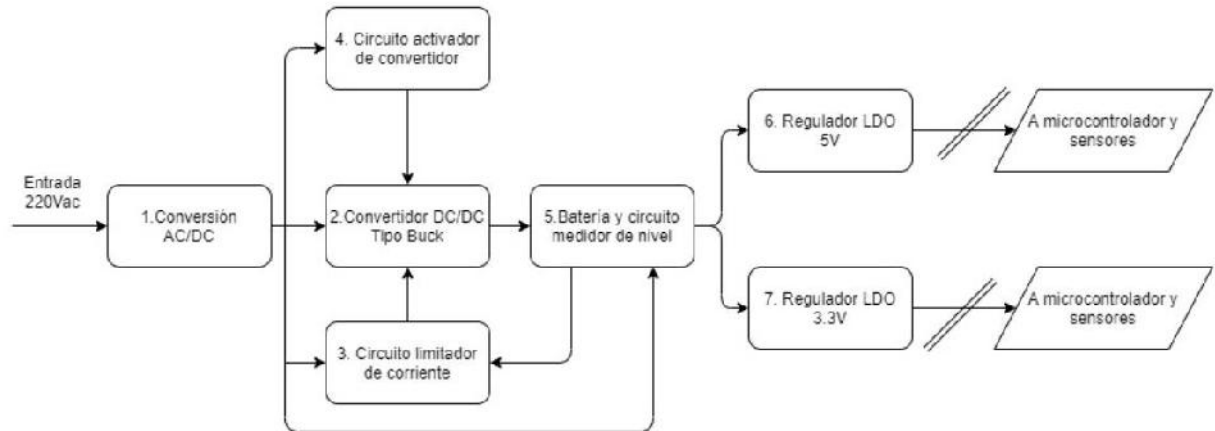 4. Circuito activador
de convertidor
Entrada
220Vac
1.Conversión
AC/DC
2.Convertidor DC/DC
Tipo Buck
3. Circuito limitador
de corriente
5.Batería y circuito
medidor de nivel
6. Regulador LDO
5V
A microcontrolador y
sensores
7. Regulador LDO
3.3V
A microcontrolador y
sensores